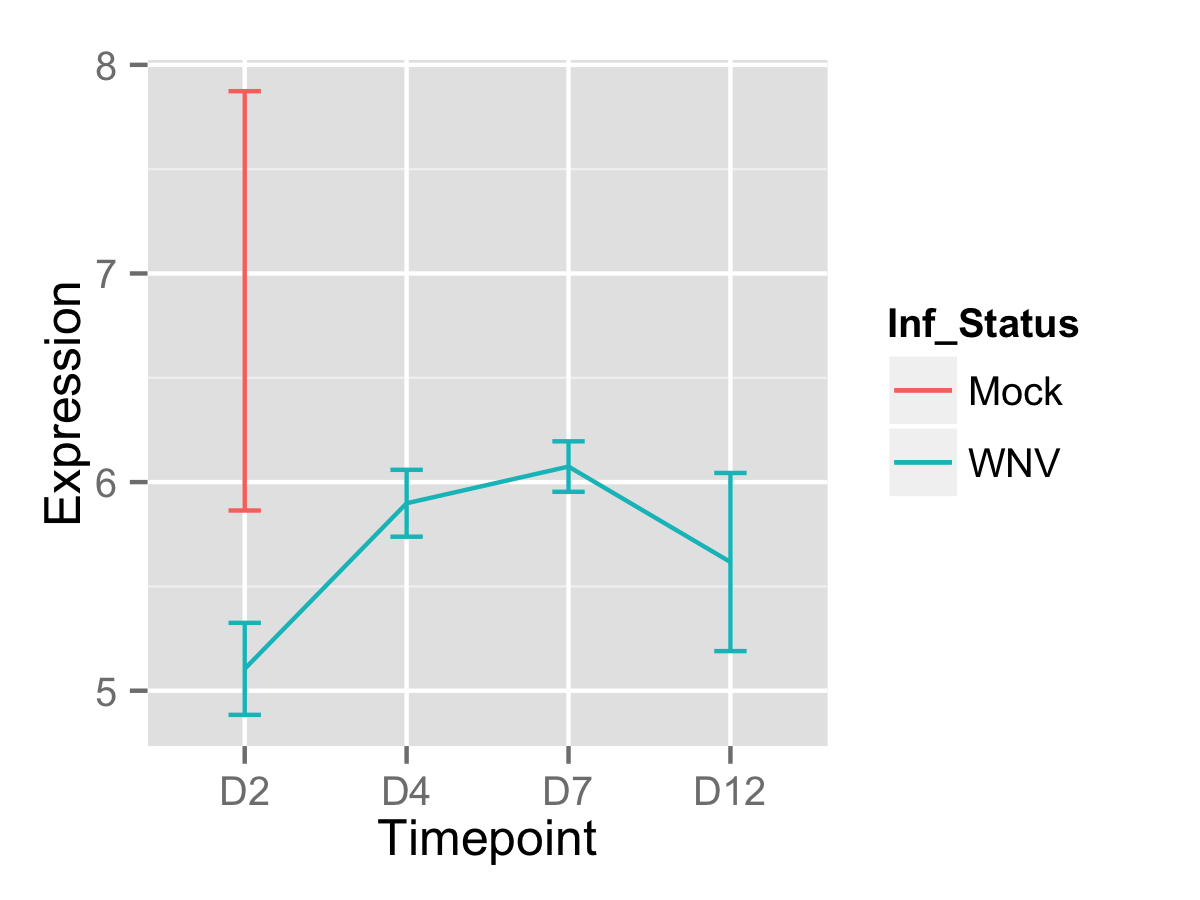 8
7
6
5
Expression
D2 D4 D7 D12
Timepoint
Inf_Status
Mock
WNV